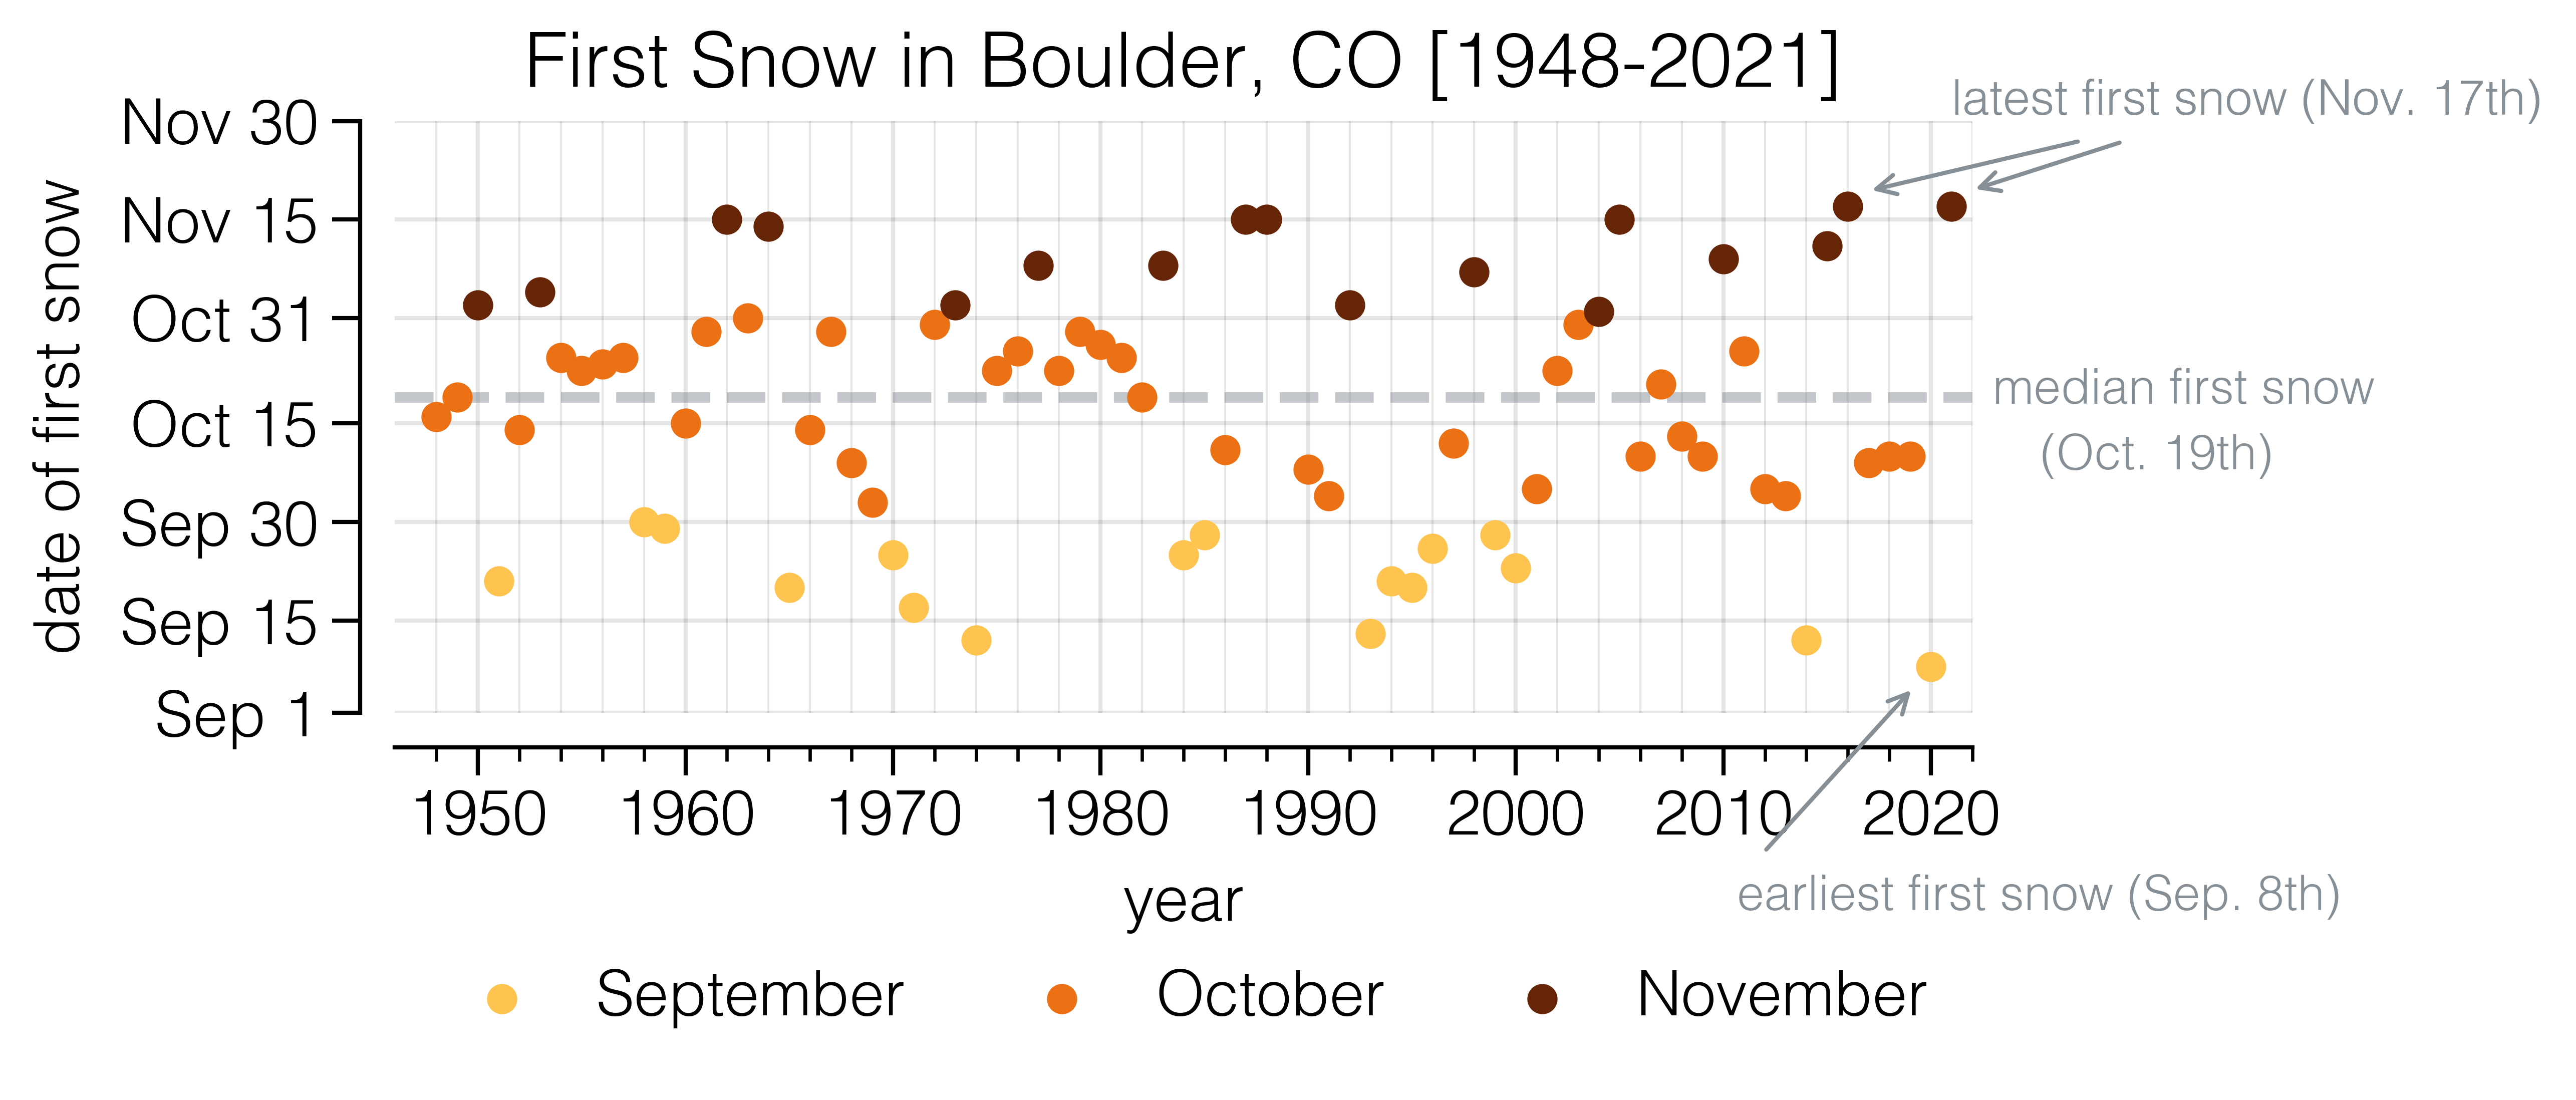 First Snow in Boulder, CO [1948-2021]
latest first snow (Nov. 17th)
Nov 30
Nov 15
Oct 31
Oct 15
Sep 30
Sep 15
Sep 1
date of first snow
median first snow
(Oct. 19th)
1950 1960 1970 1980 1990 2000 2010 2020
year
earliest first snow (Sep. 8th)
September October November